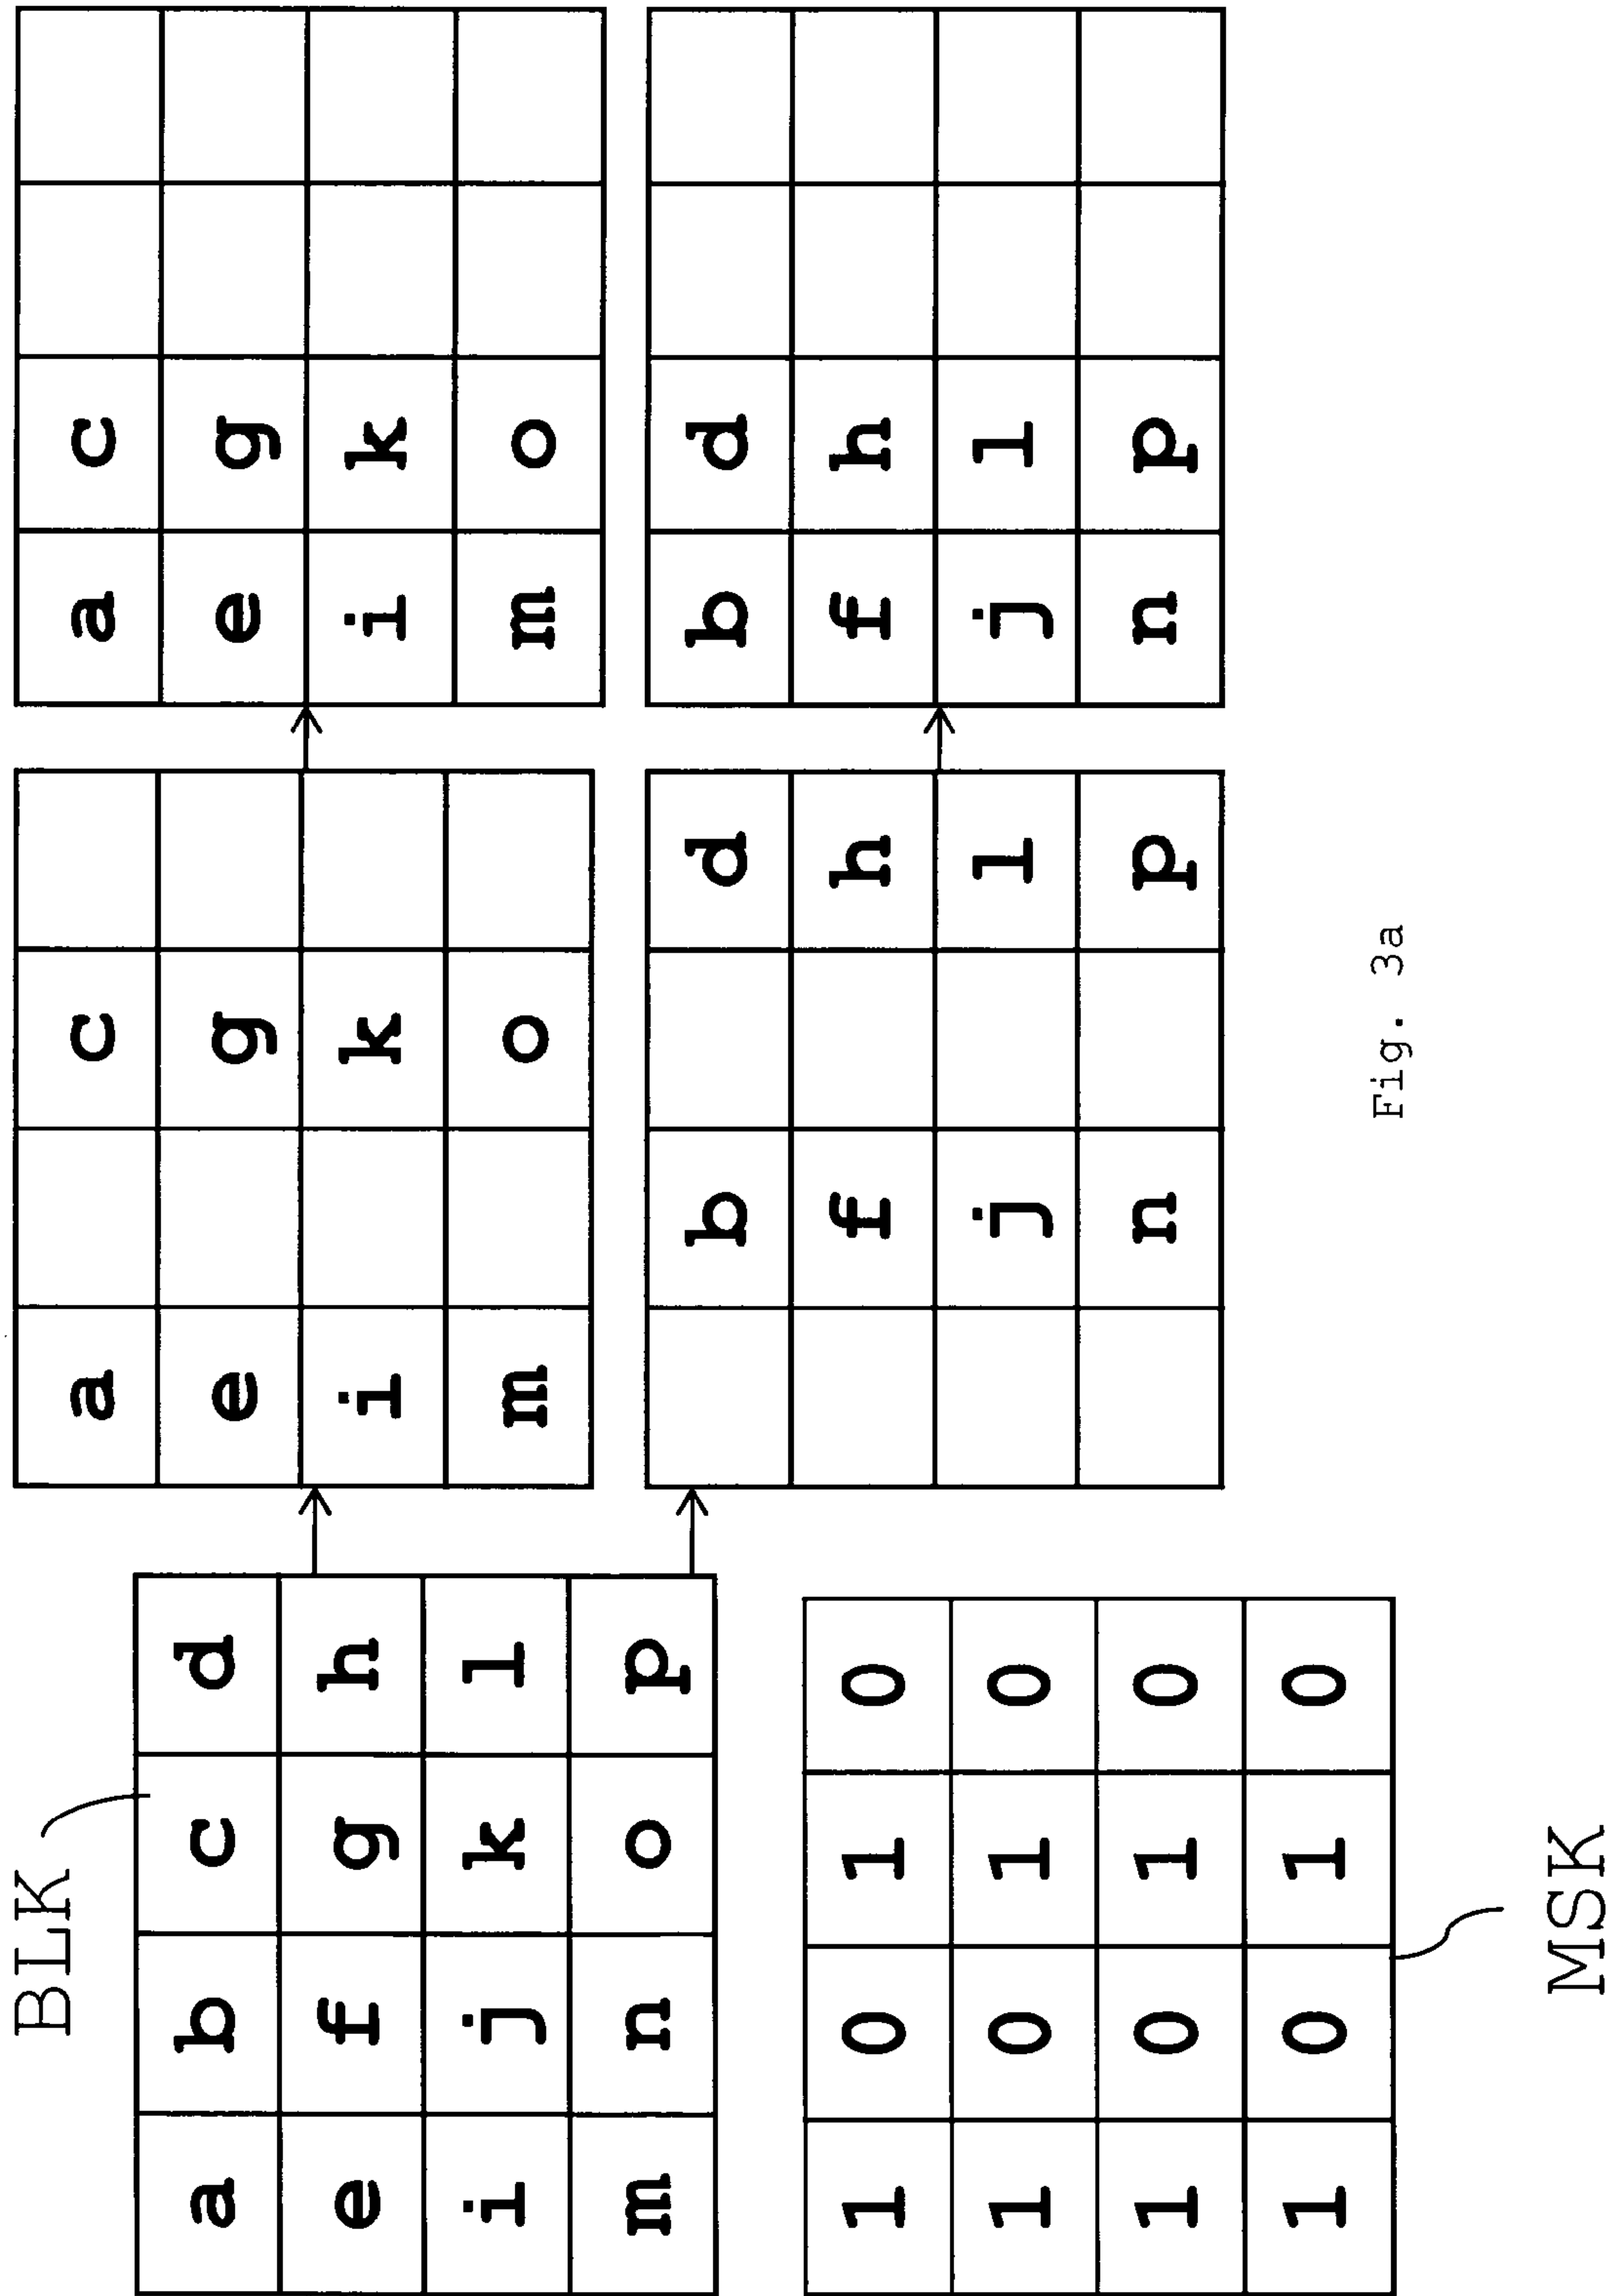 BLK
a b c d
e f g h
i j k l
m n o p
MSK
1 0 1 0
1 0 1 0
1 0 1 0
1 0 1 0
a c
e g
i k
m o
b d
f h
j l
n p
a c
e g
i k
m o
b d
f h
j l
n p
Fig. 3a